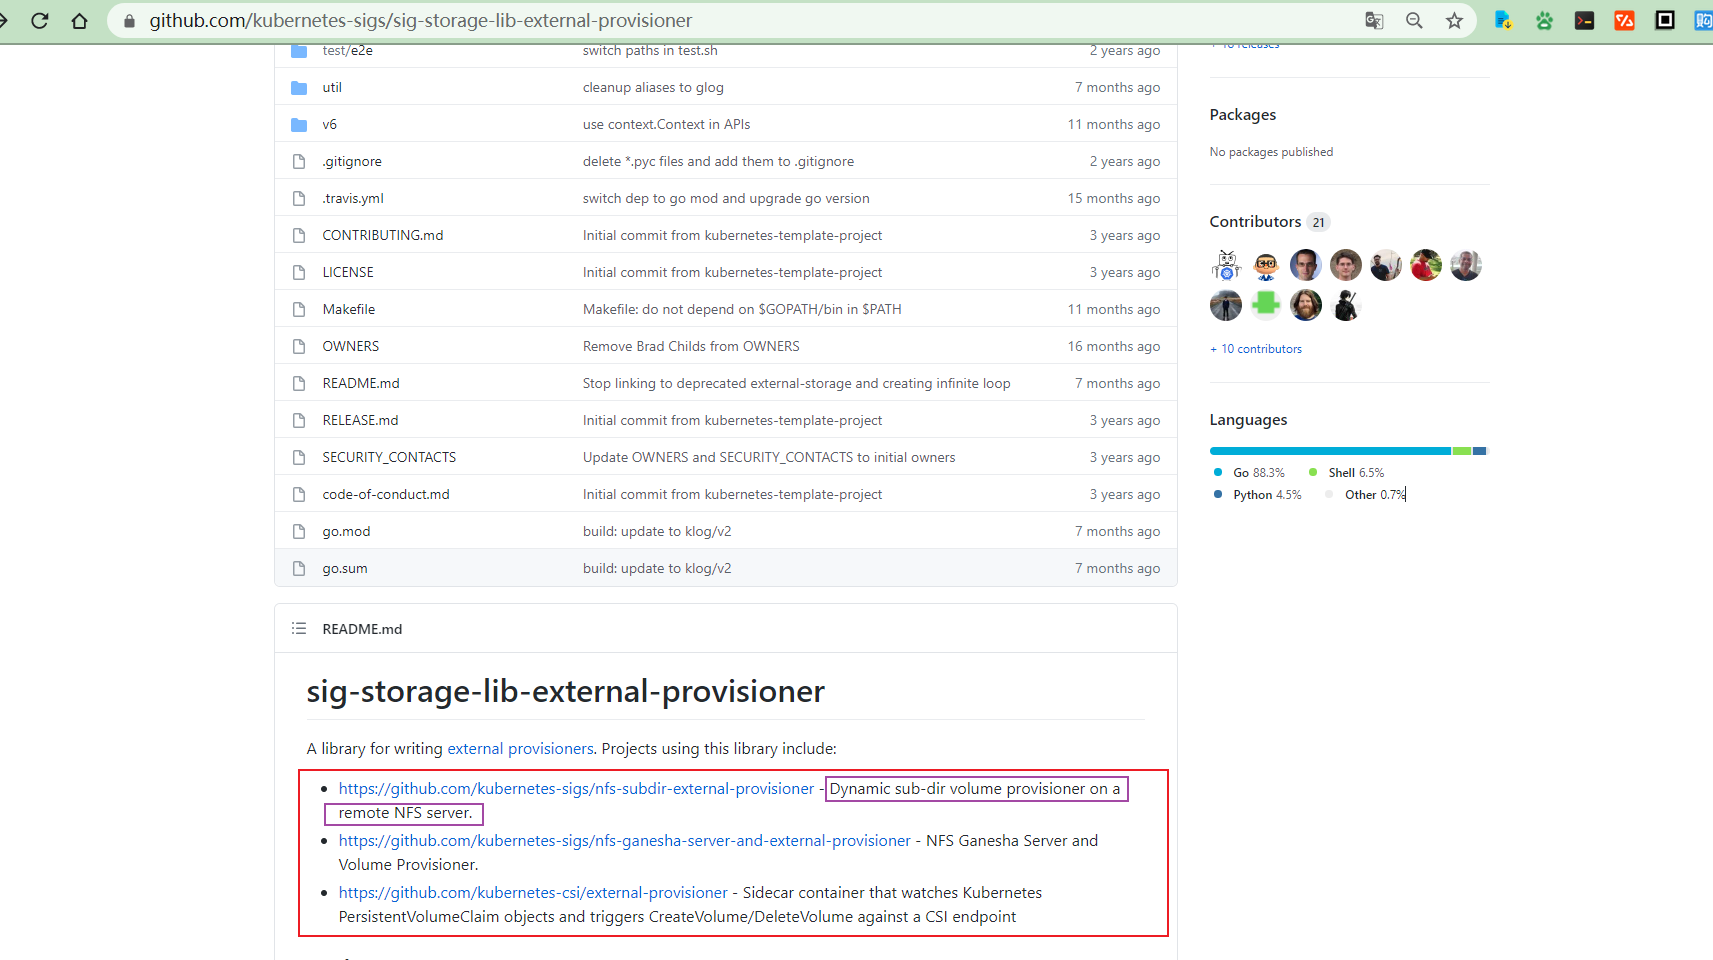 github.com/kubernetes-sigs/sig-storage-lib-external-provisioner
test/e2e switch paths in test.sh 2 years ago
util cleanup aliases to glog 7 months ago
v6 use context.Context in APIs 11 months ago
.gitignore delete *.pyc files and add them to .gitignore 2 years ago
.travis.yml switch dep to go mod and upgrade go version 15 months ago
CONTRIBUTING.md Initial commit from kubernetes-template-project 3 years ago
LICENSE Initial commit from kubernetes-template-project 3 years ago
Makefile Makefile: do not depend on $GOPATH/bin in $PATH 11 months ago
OWNERS Remove Brad Childs from OWNERS 16 months ago
README.md Stop linking to deprecated external-storage and creating infinite loop 7 months ago
RELEASE.md Initial commit from kubernetes-template-project 3 years ago
SECURITY_CONTACTS Update OWNERS and SECURITY_CONTACTS to initial owners 3 years ago
code-of-conduct.md Initial commit from kubernetes-template-project 3 years ago
go.mod build: update to klog/v2 7 months ago
go.sum build: update to klog/v2 7 months ago
README.md
sig-storage-lib-external-provisioner
A library for writing external provisioners. Projects using this library include:
• https://github.com/kubernetes-sigs/nfs-subdir-external-provisioner - Dynamic sub-dir volume provisioner on a
remote NFS server.
• https://github.com/kubernetes-sigs/nfs-ganesha-server-and-external-provisioner - NFS Ganesha Server and
Volume Provisioner.
• https://github.com/kubernetes-csi/external-provisioner - Sidecar container that watches Kubernetes
PersistentVolumeClaim objects and triggers CreateVolume/DeleteVolume against a CSI endpoint
releases
Packages
No packages published
Contributors 21
+ 10 contributors
Languages
Go 88.3% Shell 6.5%
Python 4.5% Other 0.7%